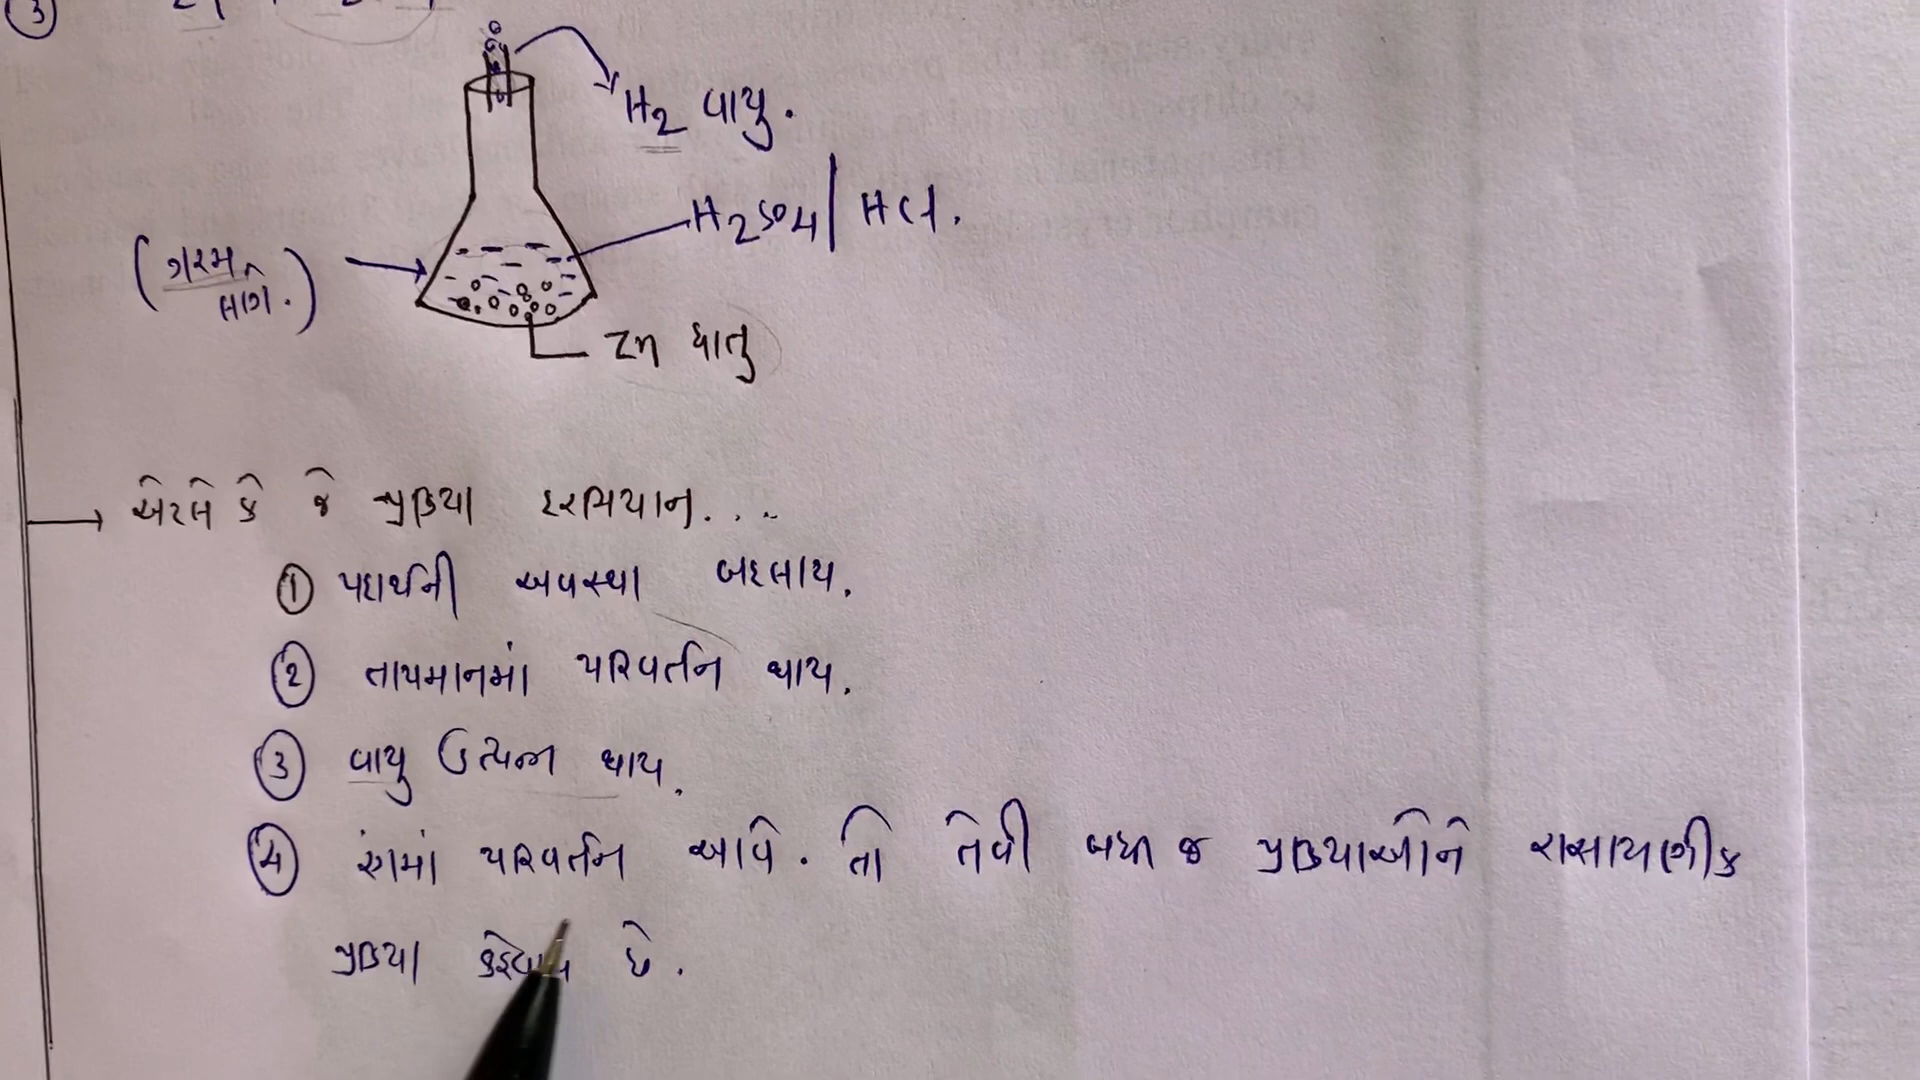 3
H2 વાયુ.
H2SO4 / HCl.
(ગરમ
લાગે.)
Zn ધાતુ
→ એટલે કે જે પ્રક્રિયા દરમિયાન...
① પદાર્થની અવસ્થા બદલાય.
② તાપમાનમાં પરિવર્તન થાય.
③ વાયુ ઉત્પન્ન થાય.
④ રંગમાં પરિવર્તન આવે. તો તેવી બધી જ પ્રક્રિયાઓને રાસાયણીક
પ્રક્રિયા કહેવાય છે.